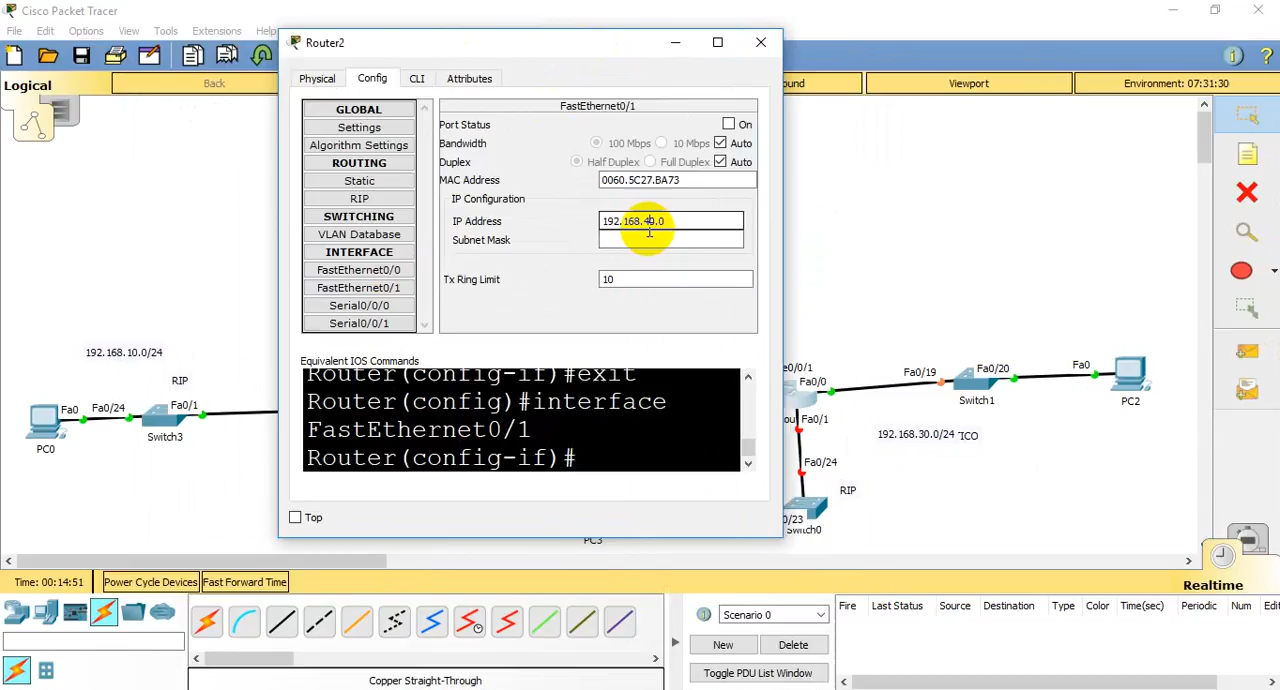 Cisco Packet Tracer
File Edit Options View Tools Extensions Help
Logical
Back
Viewport
Environment: 07:31:30
Router2
Physical Config CLI Attributes
GLOBAL
Settings
Algorithm Settings
ROUTING
Static
RIP
SWITCHING
VLAN Database
INTERFACE
FastEthernet0/0
FastEthernet0/1
Serial0/0/0
Serial0/0/1
FastEthernet0/1
Port Status On
Bandwidth 100 Mbps 10 Mbps Auto
Duplex Half Duplex Full Duplex Auto
MAC Address 0060.5C27.BA73
IP Configuration
IP Address 192.168.40.0
Subnet Mask
Tx Ring Limit 10
Equivalent IOS Commands
Router(config-if)#exit
Router(config)#interface
FastEthernet0/1
Router(config-if)#
Top
192.168.10.0/24
RIP
Fa0 Fa0/24 Fa0/1
Switch3
PC0
Fa0/0
Fa0/19 Fa0/20 Fa0
Switch1
PC2
Fa0/1
192.168.30.0/24
Fa0/24
RIP
Switch0
PC3
Time: 00:14:51 Power Cycle Devices Fast Forward Time
Realtime
Scenario 0
New Delete
Toggle PDU List Window
Fire Last Status Source Destination Type Color Time(sec) Periodic Num
Copper Straight-Through